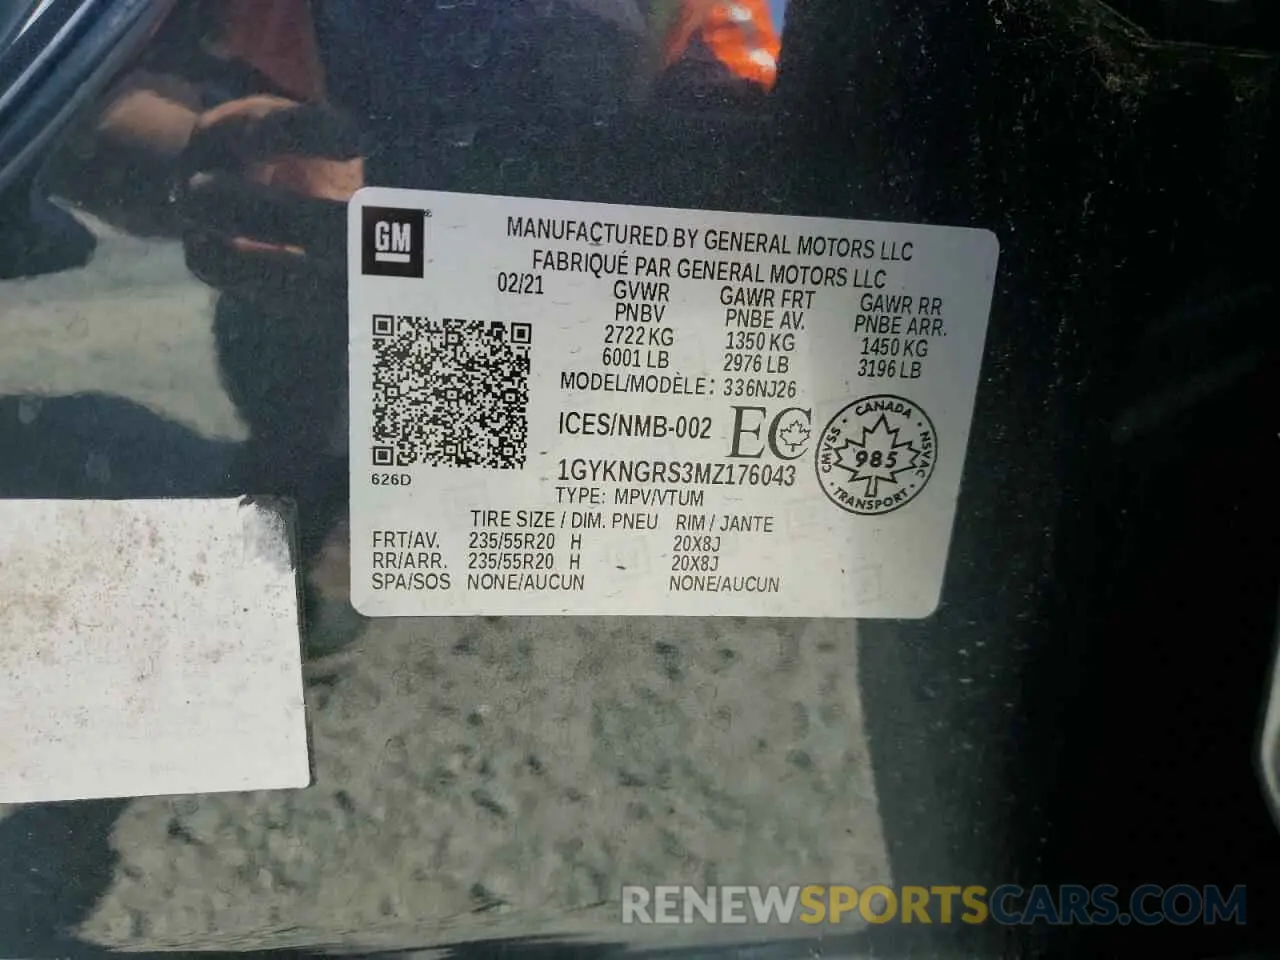 GM
MANUFACTURED BY GENERAL MOTORS LLC
FABRIQUÉ PAR GENERAL MOTORS LLC
02/21 GVWR GAWR FRT GAWR RR
PNBV PNBE AV. PNBE ARR.
2722 KG 1350 KG 1450 KG
6001 LB 2976 LB 3196 LB
MODEL/MODÈLE: 336NJ26
ICES/NMB-002 EC
1GYKNGRS3MZ176043
CANADA
CMVSS 985 NSVAC
TRANSPORT
626D
TYPE: MPV/VTUM
TIRE SIZE / DIM. PNEU RIM / JANTE
FRT/AV. 235/55R20 H 20X8J
RR/ARR. 235/55R20 H 20X8J
SPA/SOS NONE/AUCUN NONE/AUCUN
RENEWSPORTSCARS.COM